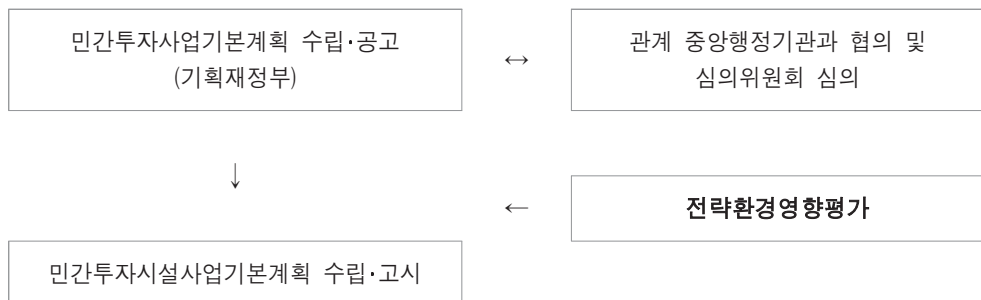 민간투자사업기본계획 수립·공고
(기획재정부)
↔
관계 중앙행정기관과 협의 및
심의위원회 심의
↓
←
전략환경영향평가
민간투자시설사업기본계획 수립·고시